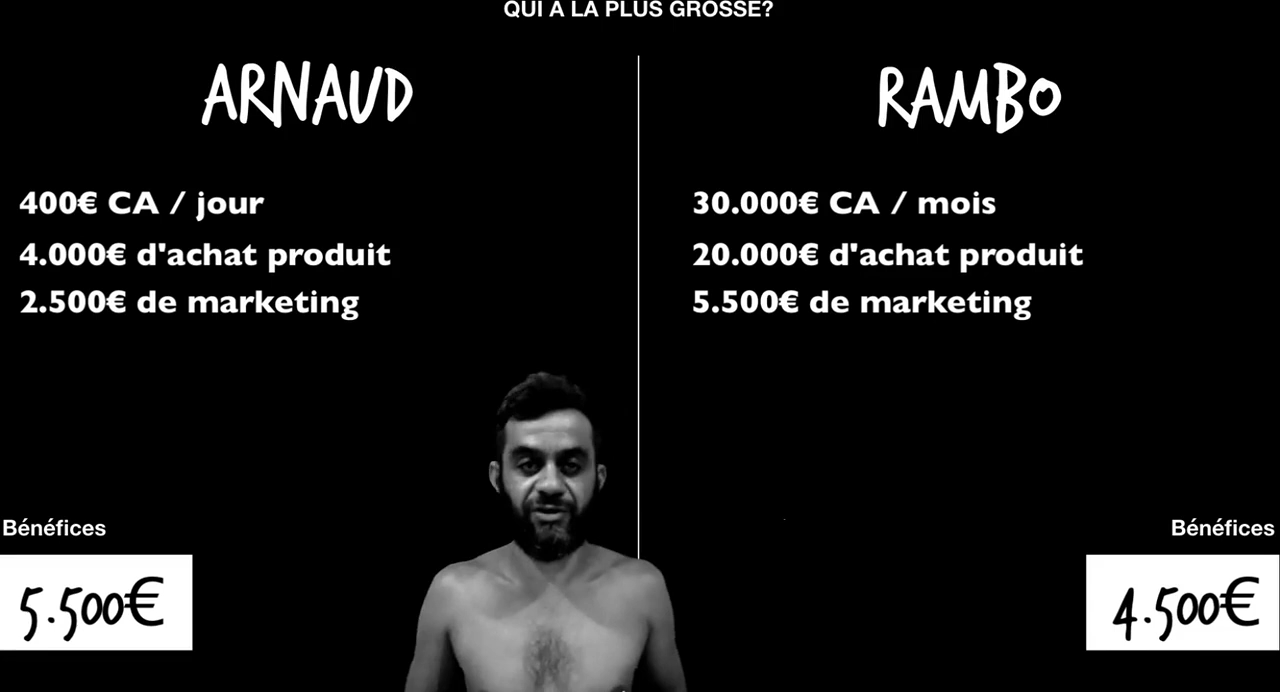 QUI A LA PLUS GROSSE?
ARNAUD
400€ CA / jour
4.000€ d'achat produit
2.500€ de marketing
Bénéfices
5.500€
RAMBO
30.000€ CA / mois
20.000€ d'achat produit
5.500€ de marketing
Bénéfices
4.500€